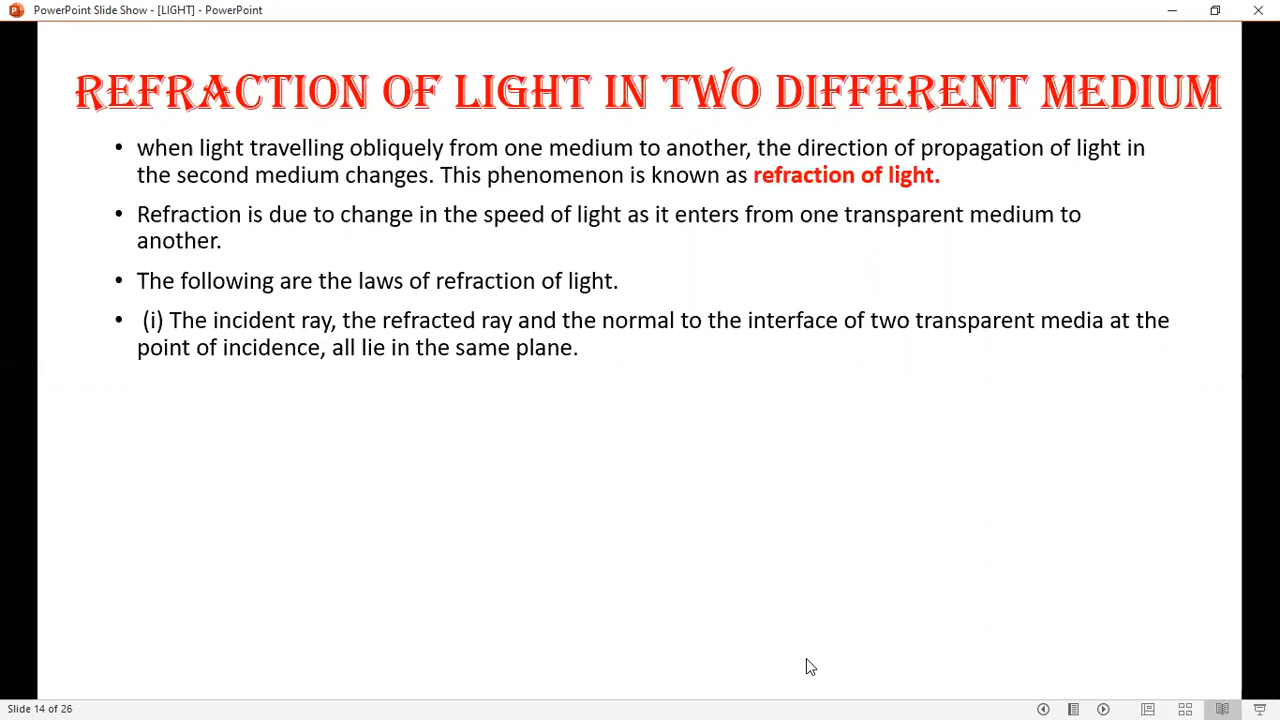 PowerPoint Slide Show - [LIGHT] - PowerPoint
REFRACTION OF LIGHT IN TWO DIFFERENT MEDIUM
• when light travelling obliquely from one medium to another, the direction of propagation of light in
the second medium changes. This phenomenon is known as refraction of light.
• Refraction is due to change in the speed of light as it enters from one transparent medium to
another.
• The following are the laws of refraction of light.
• (i) The incident ray, the refracted ray and the normal to the interface of two transparent media at the
point of incidence, all lie in the same plane.
Slide 14 of 26